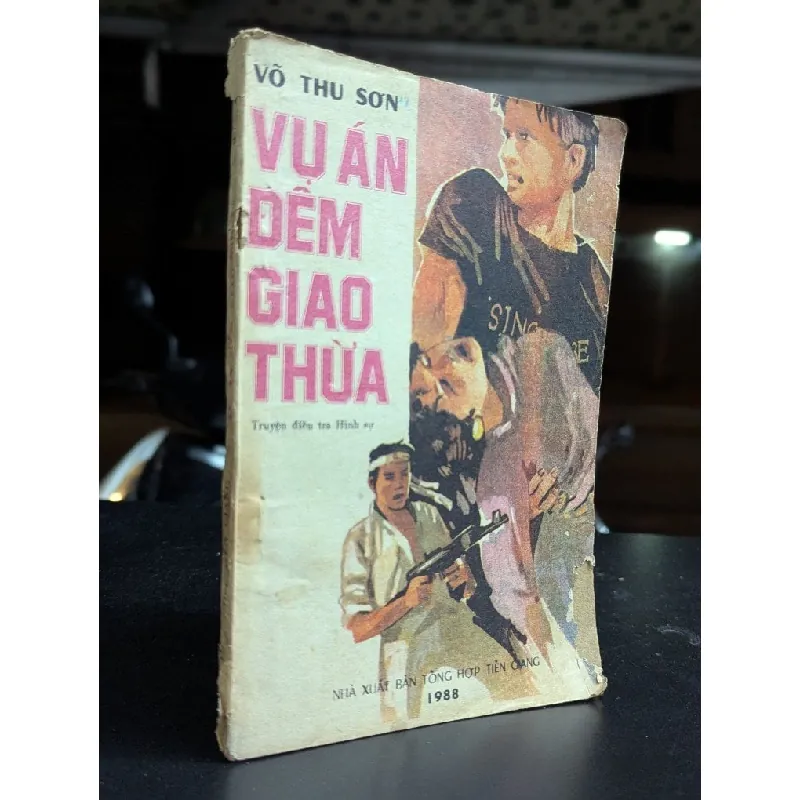 VÕ THU SƠN
VỤ ÁN
ĐÊM
GIAO
THỪA
Truyện điều tra Hình sự
NHÀ XUẤT BẢN TỔNG HỢP TIỀN GIANG
1988